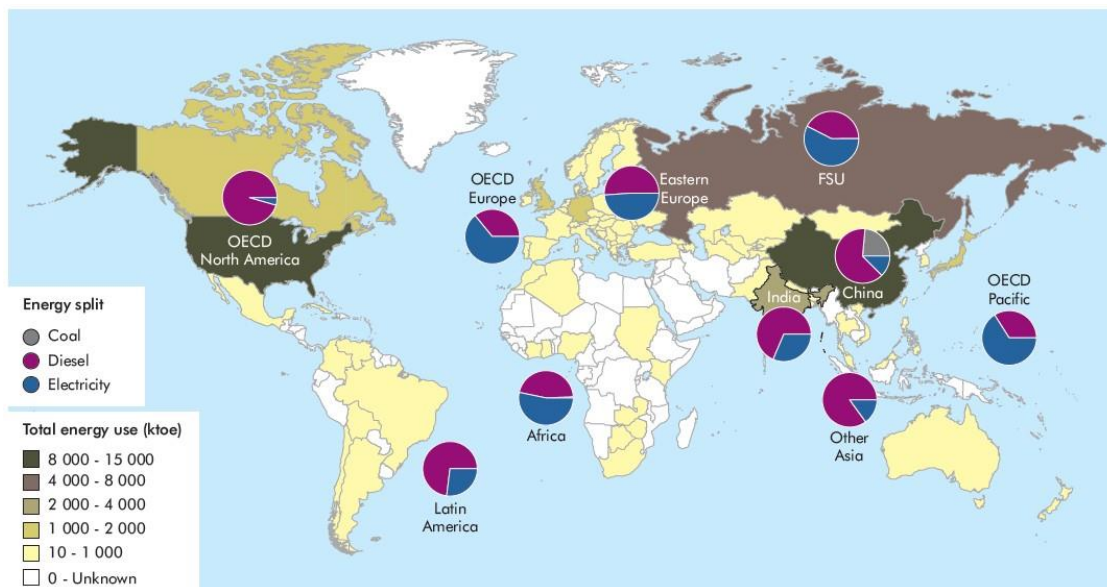 OECD
North America
OECD
Europe
Eastern
Europe
FSU
China
India
OECD
Pacific
Other
Asia
Africa
Latin
America
Energy split
Coal
Diesel
Electricity
Total energy use (ktoe)
8 000 - 15 000
4 000 - 8 000
2 000 - 4 000
1 000 - 2 000
10 - 1 000
0 - Unknown